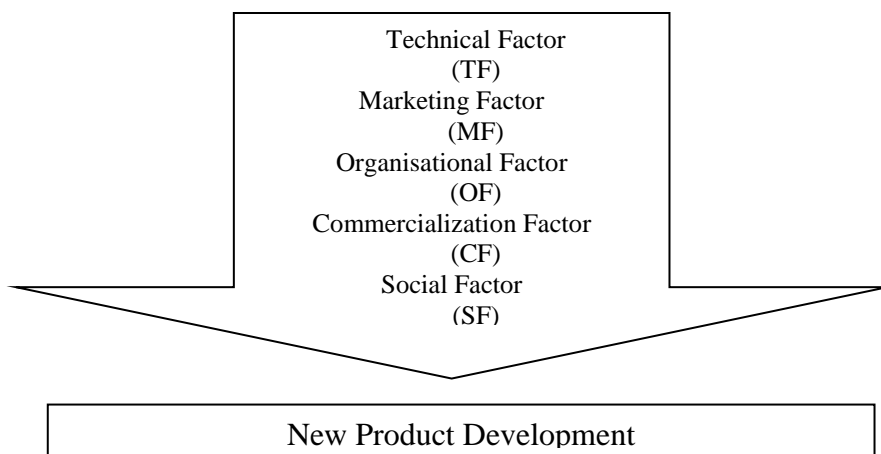 Technical Factor
(TF)
Marketing Factor
(MF)
Organisational Factor
(OF)
Commercialization Factor
(CF)
Social Factor
(SF)
New Product Development